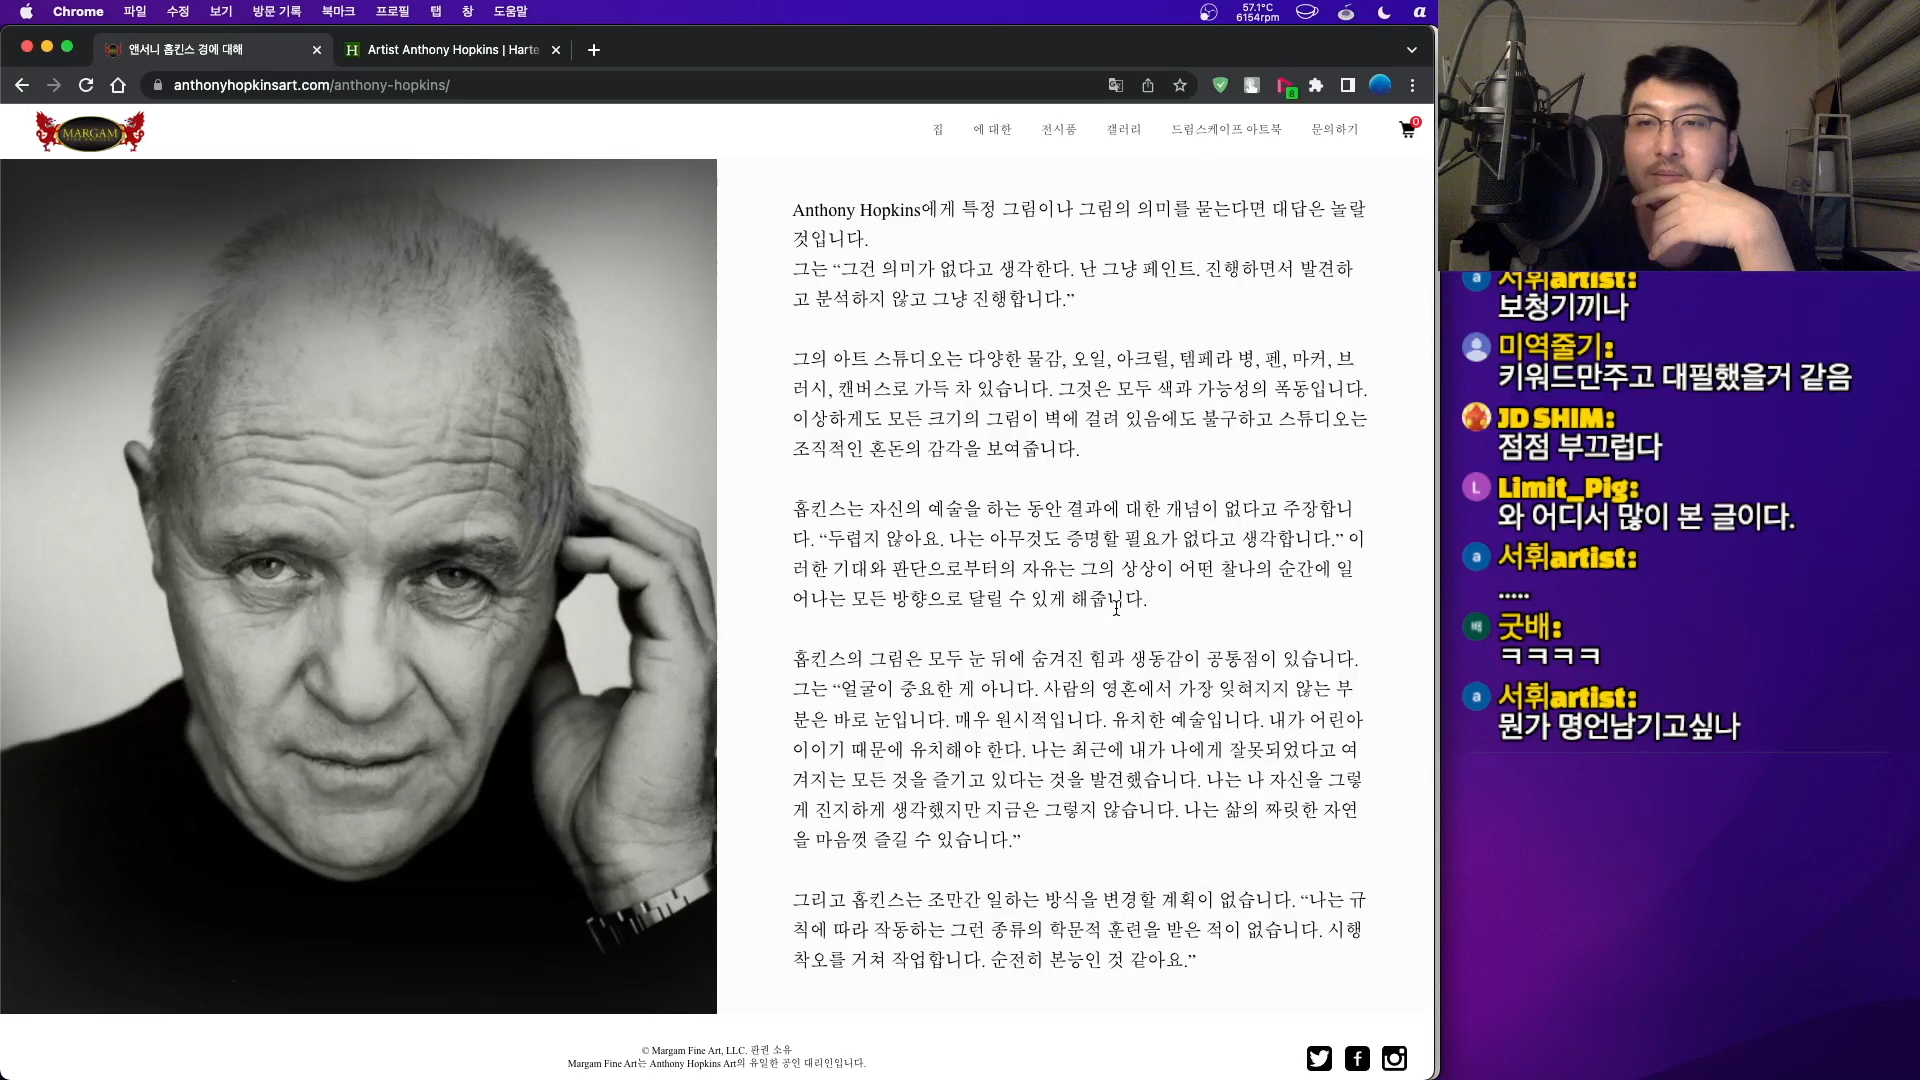 Chrome 파일 수정 보기 방문 기록 북마크 프로필 탭 창 도움말
57.1°C
6154rpm
앤서니 홉킨스 경에 대해
Artist Anthony Hopkins | Harte
anthonyhopkinsart.com/anthony-hopkins/
8
MARGAM
집 에 대한 전시품 갤러리 드림스케이프 아트북 문의하기
0
Anthony Hopkins에게 특정 그림이나 그림의 의미를 묻는다면 대답은 놀랄
것입니다.
그는 “그건 의미가 없다고 생각한다. 난 그냥 페인트. 진행하면서 발견하
고 분석하지 않고 그냥 진행합니다.”
그의 아트 스튜디오는 다양한 물감, 오일, 아크릴, 템페라 병, 펜, 마커, 브
러시, 캔버스로 가득 차 있습니다. 그것은 모두 색과 가능성의 폭동입니다.
이상하게도 모든 크기의 그림이 벽에 걸려 있음에도 불구하고 스튜디오는
조직적인 혼돈의 감각을 보여줍니다.
홉킨스는 자신의 예술을 하는 동안 결과에 대한 개념이 없다고 주장합니
다. “두렵지 않아요. 나는 아무것도 증명할 필요가 없다고 생각합니다.” 이
러한 기대와 판단으로부터의 자유는 그의 상상이 어떤 찰나의 순간에 일
어나는 모든 방향으로 달릴 수 있게 해줍니다.
홉킨스의 그림은 모두 눈 뒤에 숨겨진 힘과 생동감이 공통점이 있습니다.
그는 “얼굴이 중요한 게 아니다. 사람의 영혼에서 가장 잊혀지지 않는 부
분은 바로 눈입니다. 매우 원시적입니다. 유치한 예술입니다. 내가 어린아
이이기 때문에 유치해야 한다. 나는 최근에 내가 나에게 잘못되었다고 여
겨지는 모든 것을 즐기고 있다는 것을 발견했습니다. 나는 나 자신을 그렇
게 진지하게 생각했지만 지금은 그렇지 않습니다. 나는 삶의 짜릿한 자연
을 마음껏 즐길 수 있습니다.”
그리고 홉킨스는 조만간 일하는 방식을 변경할 계획이 없습니다. “나는 규
칙에 따라 작동하는 그런 종류의 학문적 훈련을 받은 적이 없습니다. 시행
착오를 거쳐 작업합니다. 순전히 본능인 것 같아요.”
© Margam Fine Art, LLC. 판권 소유
Margam Fine Art는 Anthony Hopkins Art의 유일한 공인 대리인입니다.
a 서휘artist:
보청기끼나
미역줄기:
키워드만주고 대필했을거 같음
JD SHIM:
점점 부끄럽다
L Limit_Pig:
와 어디서 많이 본 글이다.
a 서휘artist:
.....
배 굿배:
ㅋㅋㅋㅋ
a 서휘artist:
뭔가 명언남기고싶나